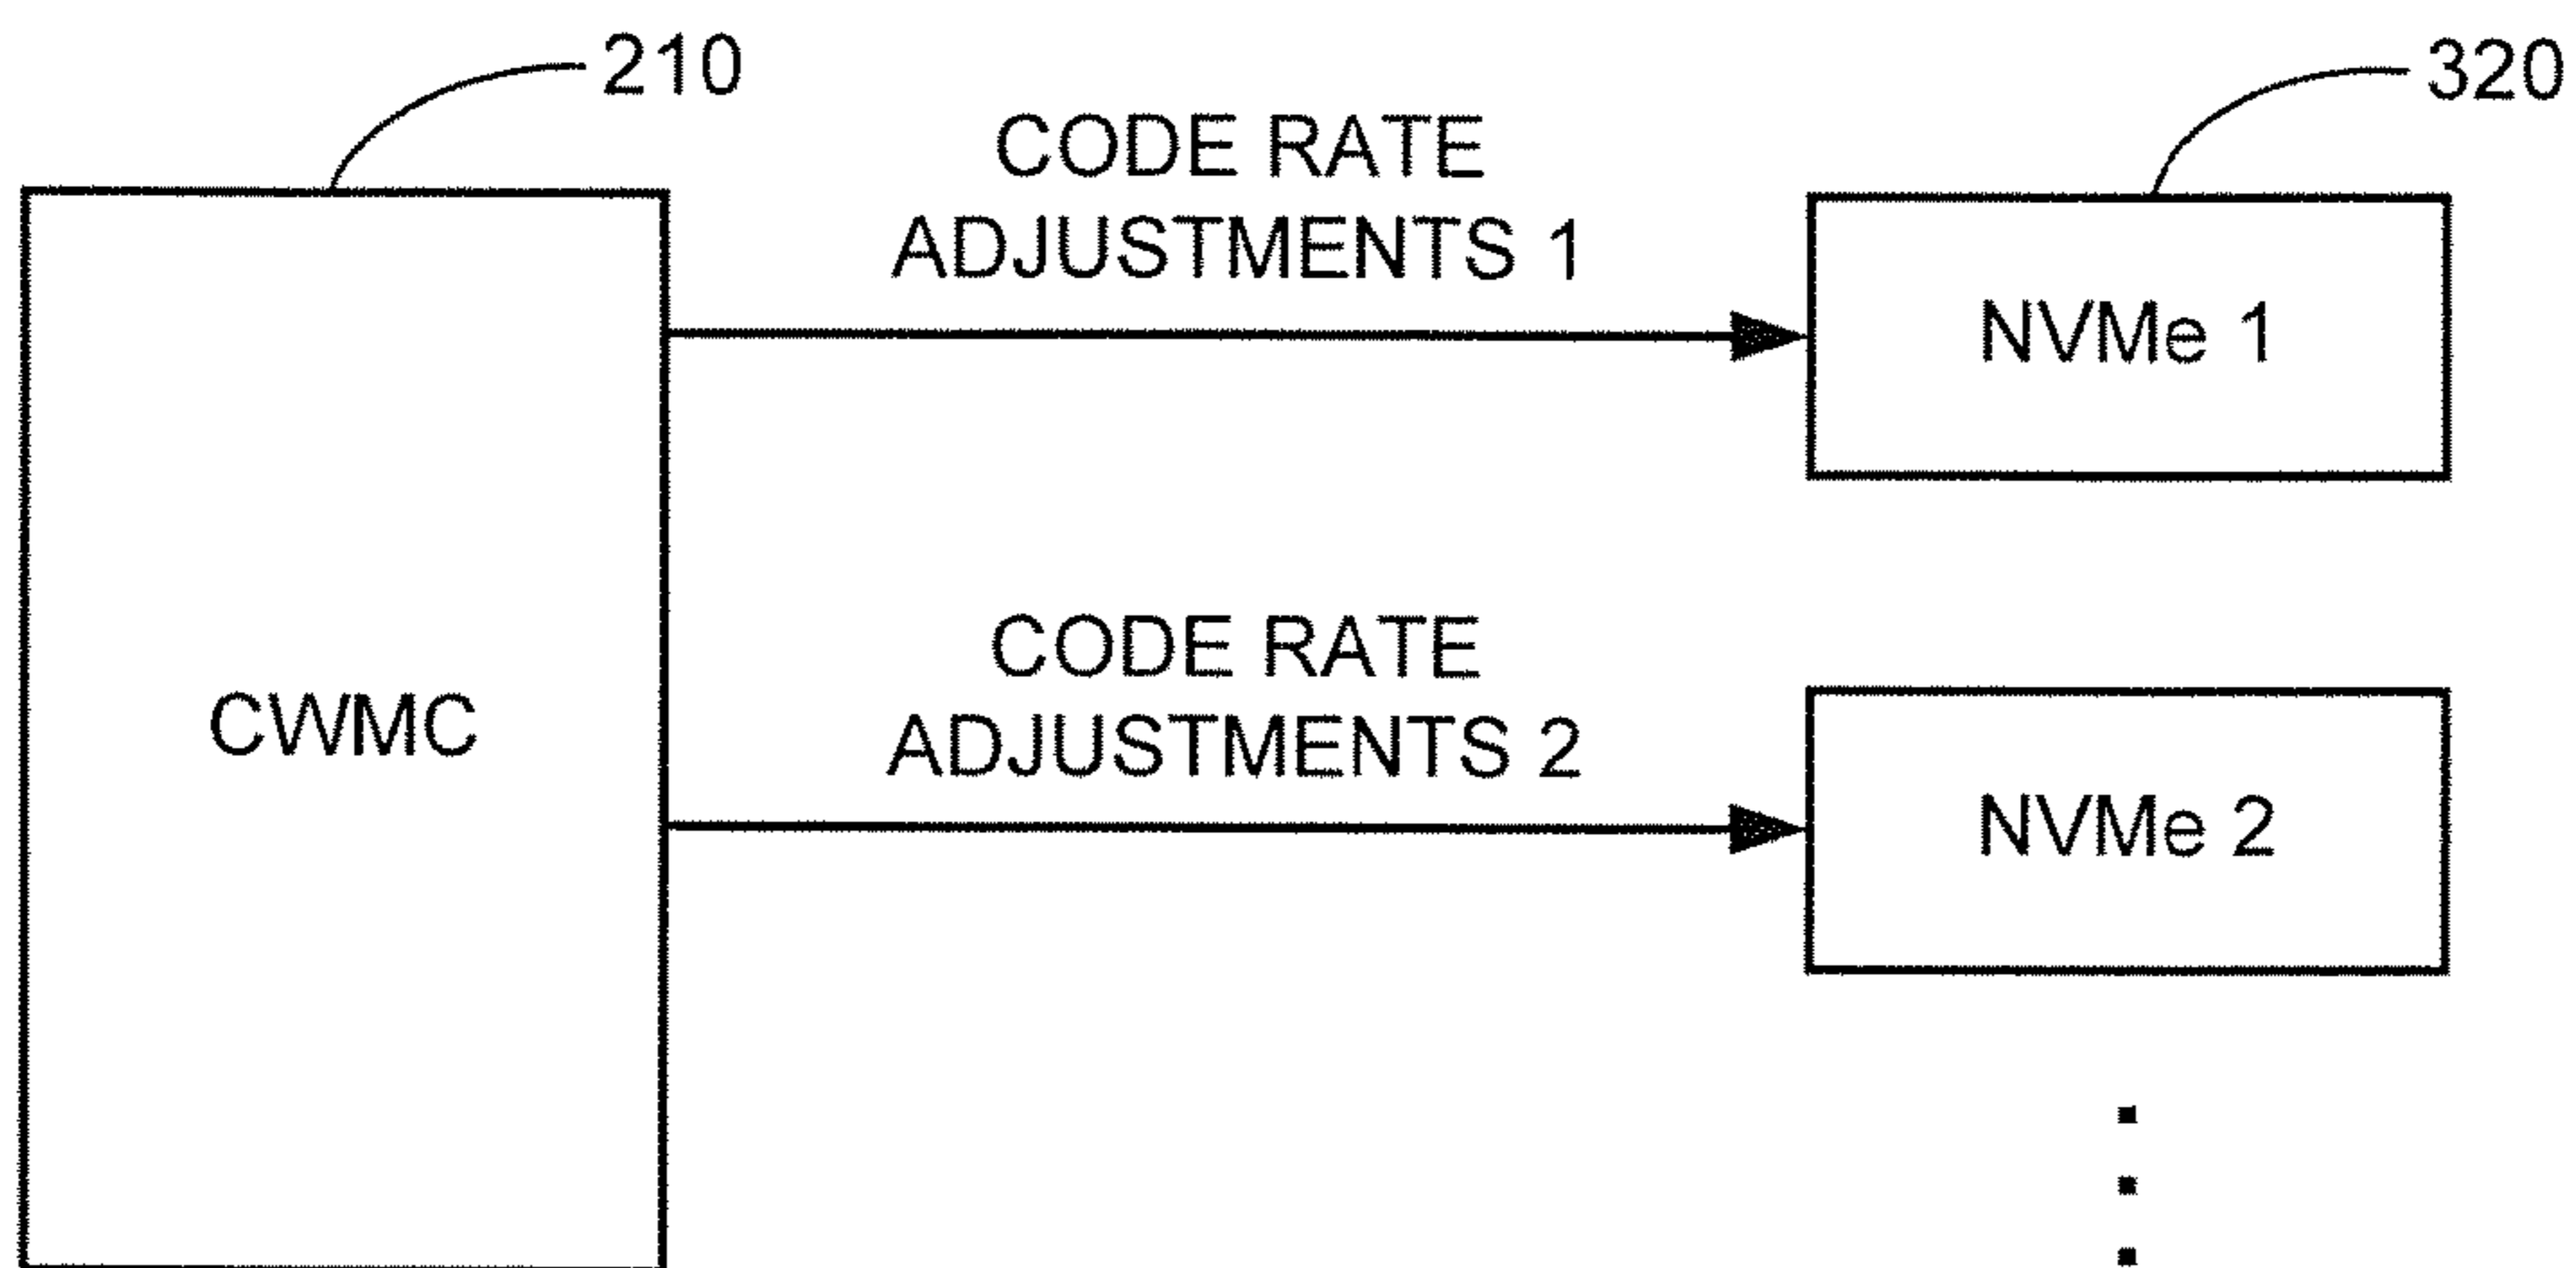 210
320
CODE RATE
ADJUSTMENTS 1
NVMe 1
CODE RATE
ADJUSTMENTS 2
CWMC
NVMe 2